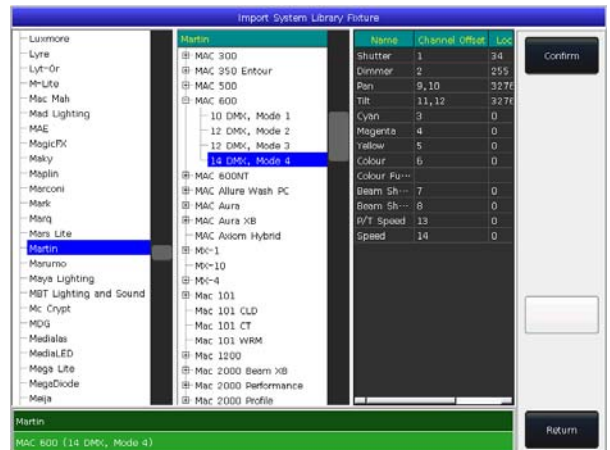 Import System Library Fixture
Luxmore
Lyre
Lyt-Or
M-Lite
Mac Mah
Mad Lighting
MAE
MagicFX
Maky
Maplin
Marconi
Mark
Marq
Mars Lite
Martin
Marumo
Maya Lighting
MBT Lighting and Sound
Mc Crypt
MDG
Medialas
MediaLED
Mega Lite
MegaDiode
Meija
Martin
MAC 300
MAC 350 Entour
MAC 500
MAC 600
10 DMX, Mode 1
12 DMX, Mode 2
12 DMX, Mode 3
14 DMX, Mode 4
MAC 600NT
MAC Allure Wash PC
MAC Aura
MAC Aura XB
MAC Axiom Hybrid
MX-1
MX-10
MX-4
Mac 101
Mac 101 CLD
Mac 101 CT
Mac 101 WRM
Mac 1200
Mac 2000 Beam XB
Mac 2000 Performance
Mac 2000 Profile
Name Channel Offset Loc
Shutter 1 34
Dimmer 2 255
Pan 9,10 3276
Tilt 11,12 3276
Cyan 3 0
Magenta 4 0
Yellow 5 0
Colour 6 0
Colour Fu···
Beam Sh··· 7 0
Beam Sh··· 8 0
P/T Speed 13 0
Speed 14 0
Confirm
Return
Martin
MAC 600 (14 DMX, Mode 4)